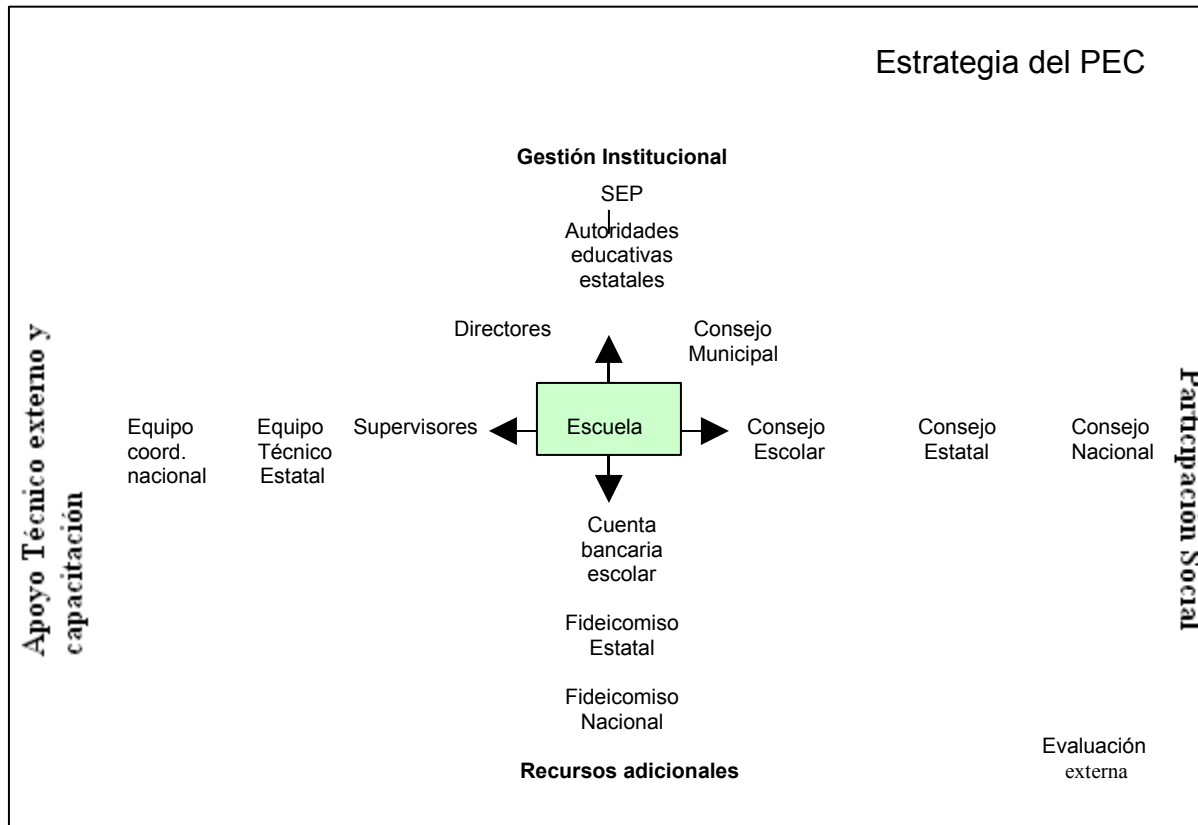 Estrategia del PEC
Gestión Institucional
SEP
Autoridades
educativas
estatales
Directores
Consejo
Municipal
Apoyo Técnico externo y
capacitación
Equipo
coord.
nacional
Equipo
Técnico
Estatal
Supervisores
Escuela
Consejo
Escolar
Consejo
Estatal
Consejo
Nacional
Participación Social
Cuenta
bancaria
escolar
Fideicomiso
Estatal
Fideicomiso
Nacional
Recursos adicionales
Evaluación
externa